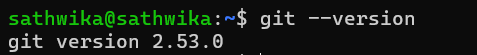 sathwika@sathwika:~$ git --version
git version 2.53.0